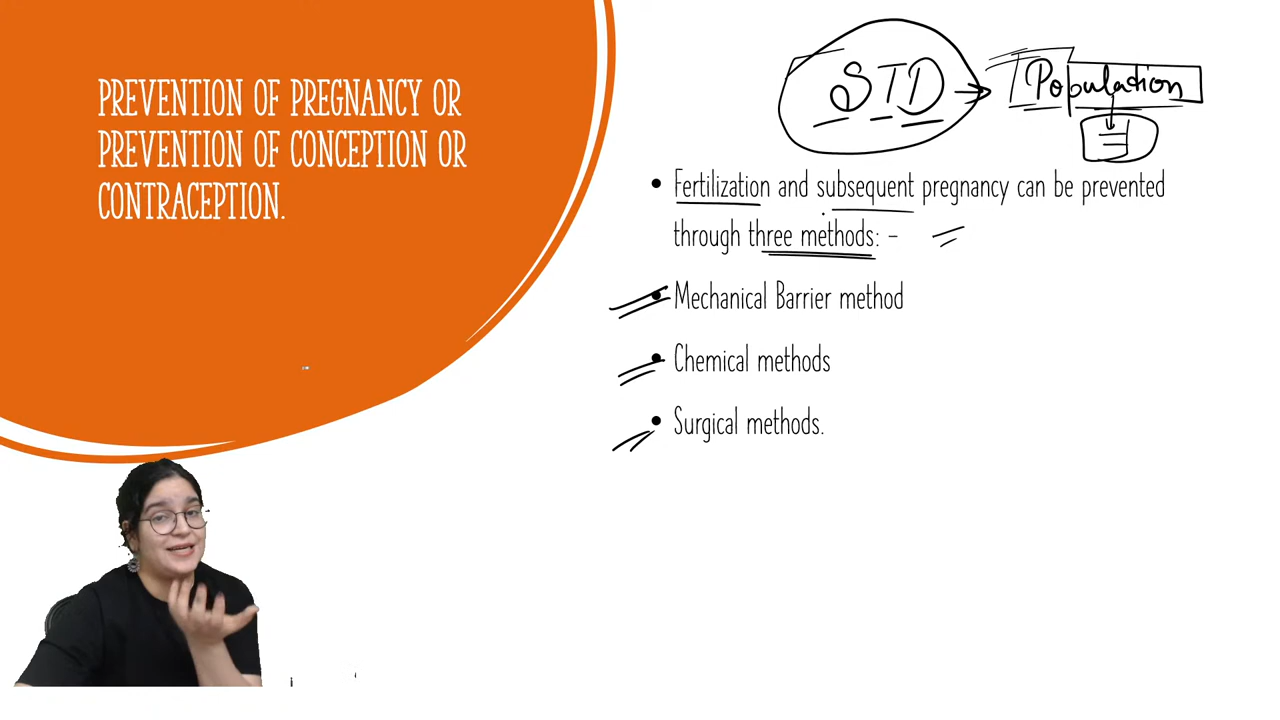 PREVENTION OF PREGNANCY OR
PREVENTION OF CONCEPTION OR
CONTRACEPTION.
STD → Population
• Fertilization and subsequent pregnancy can be prevented
through three methods: -
• Mechanical Barrier method
• Chemical methods
• Surgical methods.